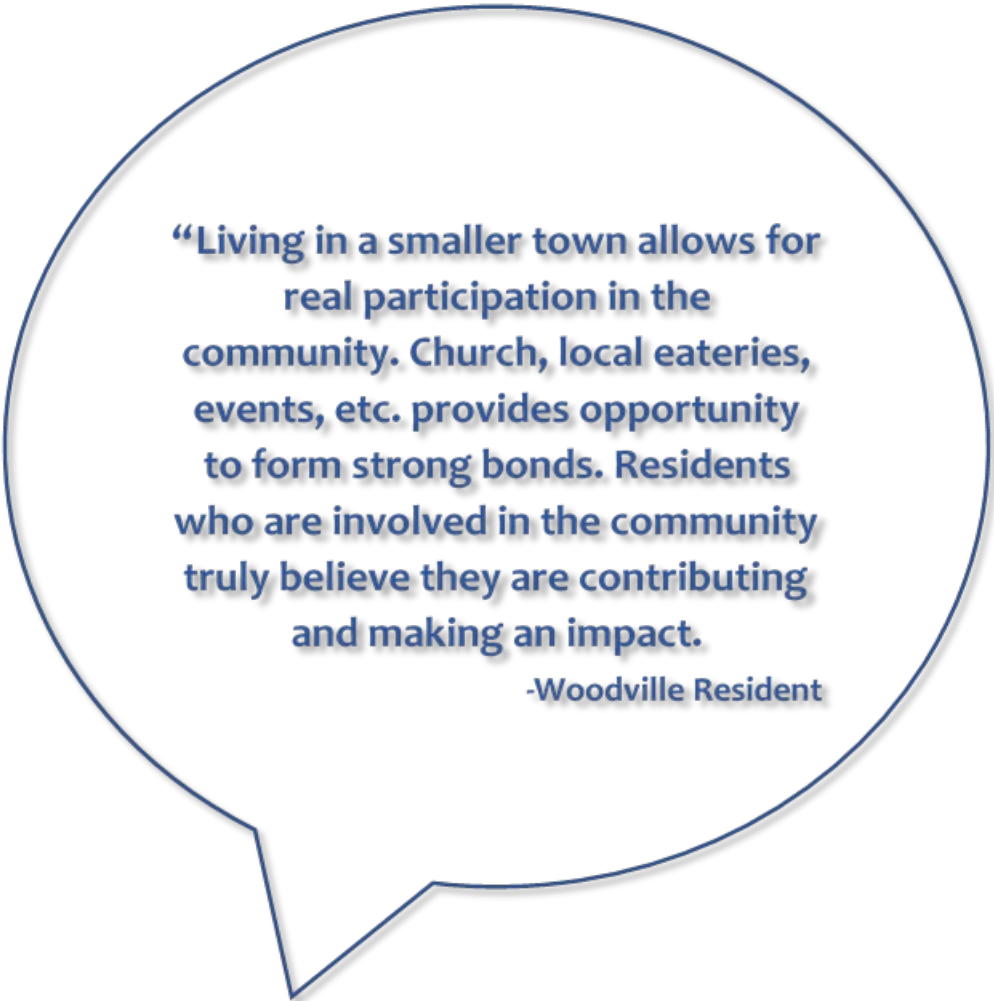 “Living in a smaller town allows for
real participation in the
community. Church, local eateries,
events, etc. provides opportunity
to form strong bonds. Residents
who are involved in the community
truly believe they are contributing
and making an impact.
-Woodville Resident